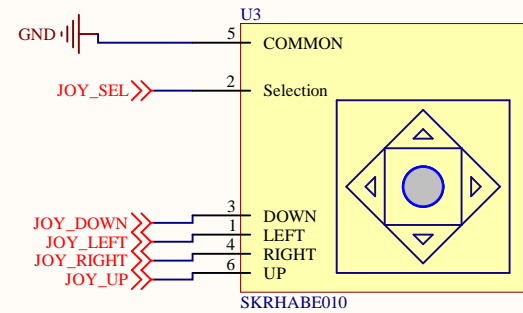 U3
GND 5 COMMON
JOY_SEL 2 Selection
JOY_DOWN 3 DOWN
JOY_LEFT 1 LEFT
JOY_RIGHT 4 RIGHT
JOY_UP 6 UP
SKRHABE010